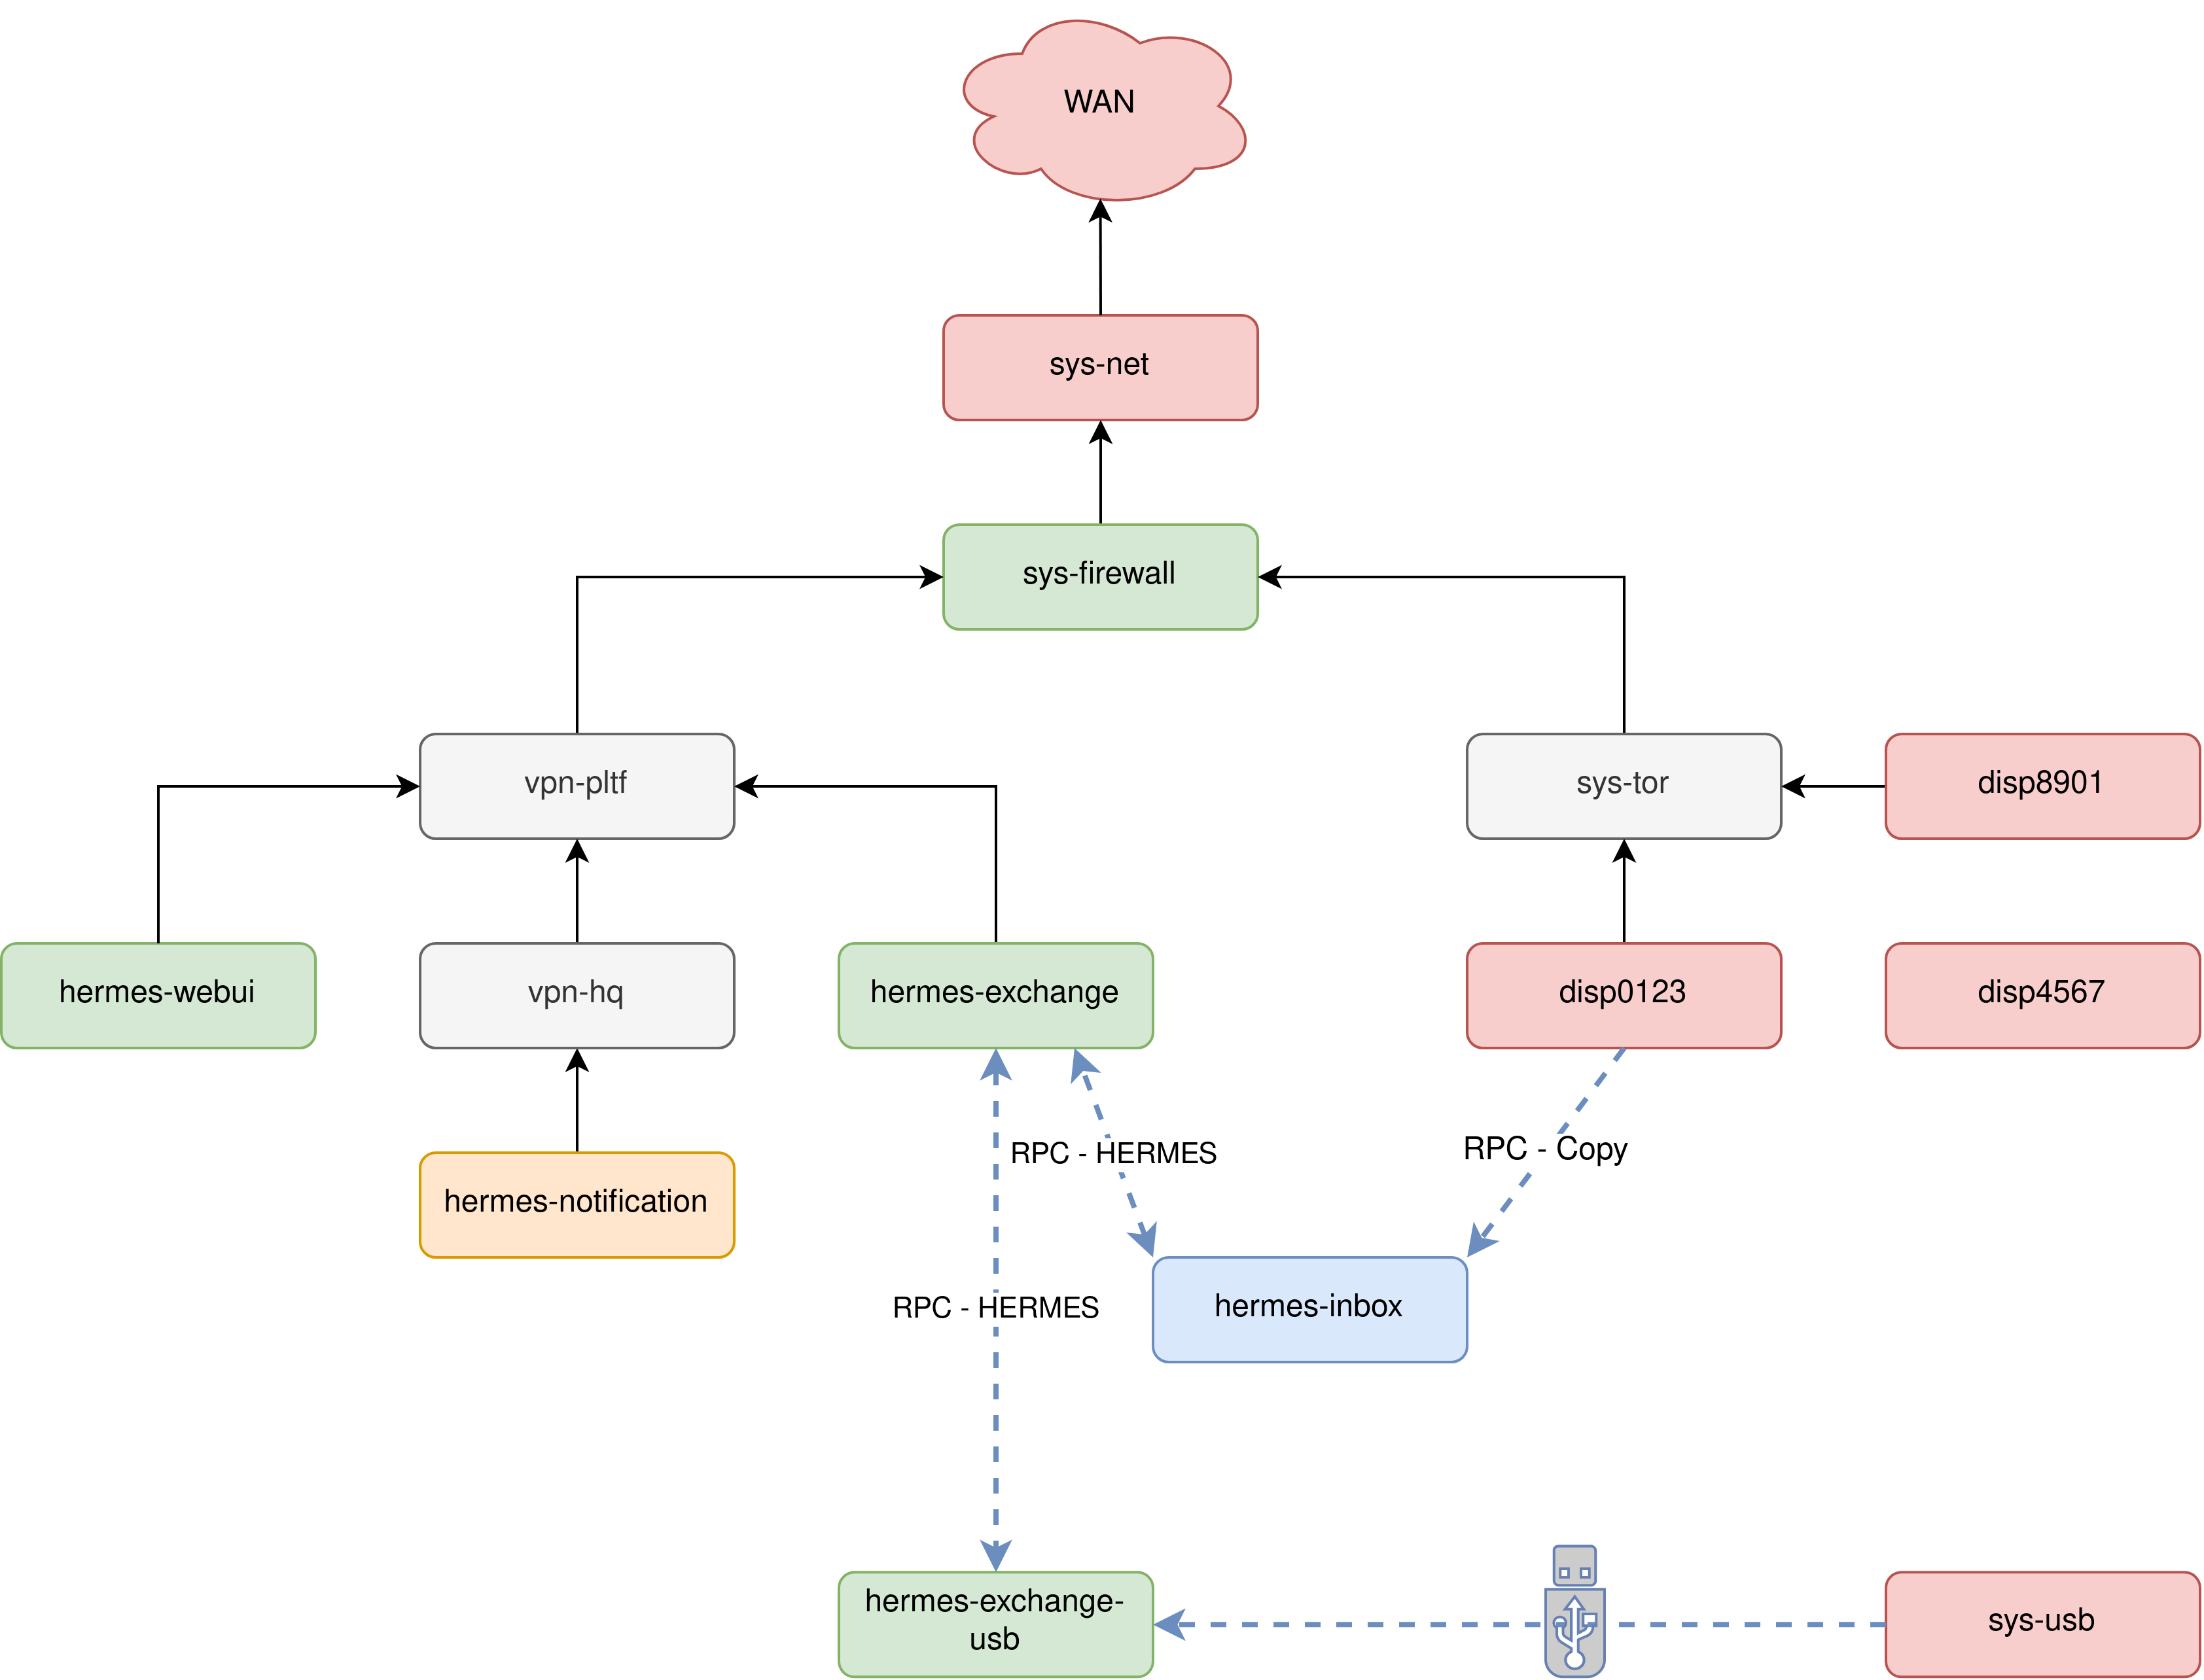 WAN
sys-net
sys-firewall
vpn-pltf
sys-tor
disp8901
hermes-webui
vpn-hq
hermes-exchange
disp0123
disp4567
RPC - HERMES
RPC - Copy
hermes-notification
RPC - HERMES
hermes-inbox
hermes-exchange-
usb
sys-usb